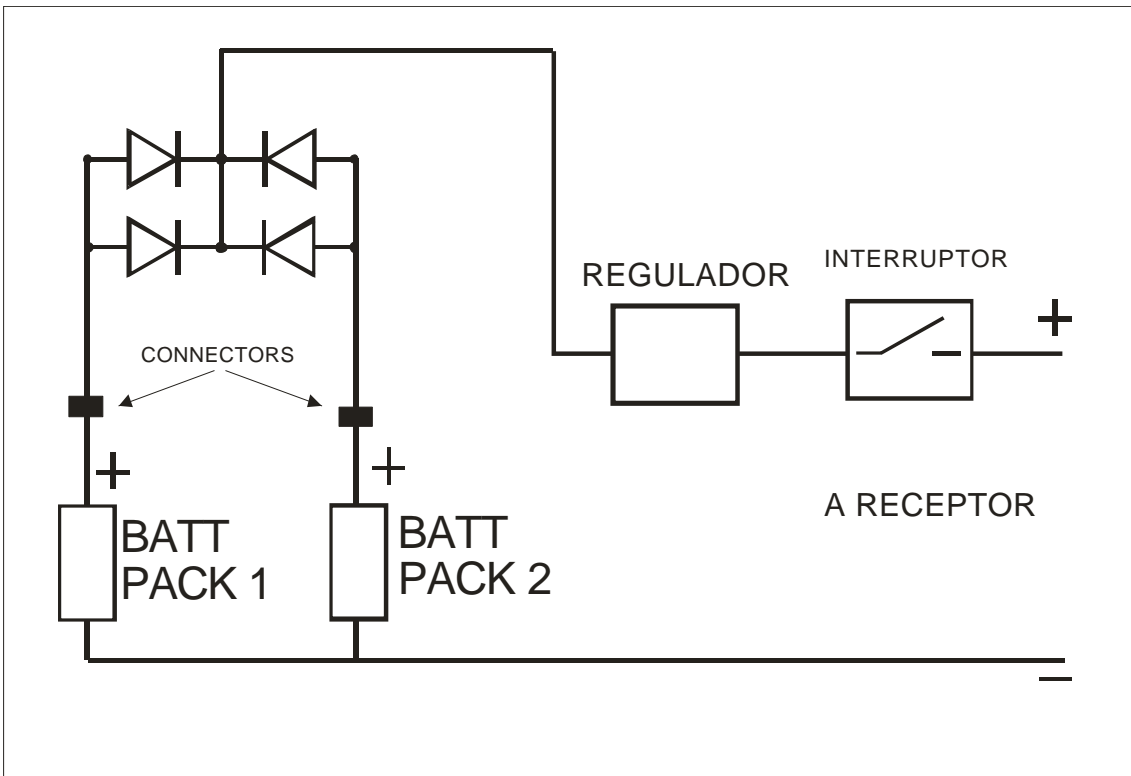 REGULADOR
INTERRUPTOR
+
CONNECTORS
+
+
A RECEPTOR
BATT
PACK 1
BATT
PACK 2
−